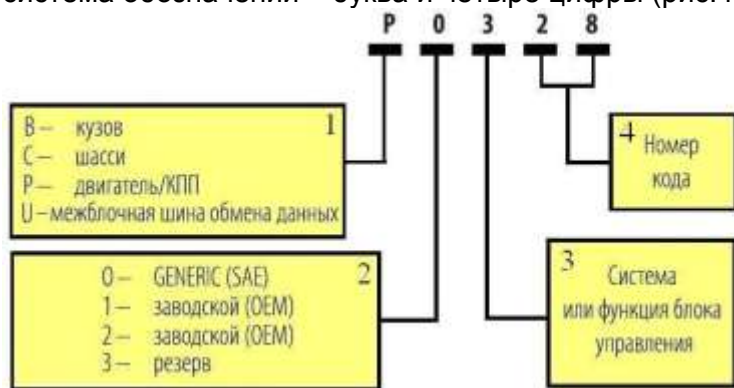 система обозначений – буква и четыре цифры (рис.
P 0 3 2 8
В – кузов 1
С – шасси
Р – двигатель/КПП
U – межблочная шина обмена данных
4 Номер
кода
0 – GENERIC (SAE) 2
1 – заводской (OEM)
2 – заводской (OEM)
3 – резерв
3 Система
или функция блока
управления